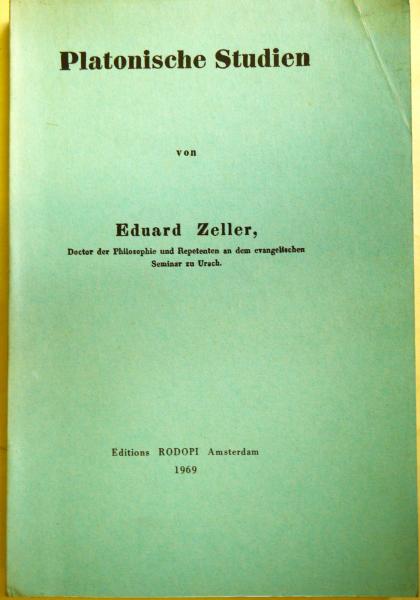 Platonische Studien
von
Eduard Zeller,
Doctor der Philosophie und Repetenten an dem evangelischen
Seminar zu Urach.
Editions RODOPI Amsterdam
1969